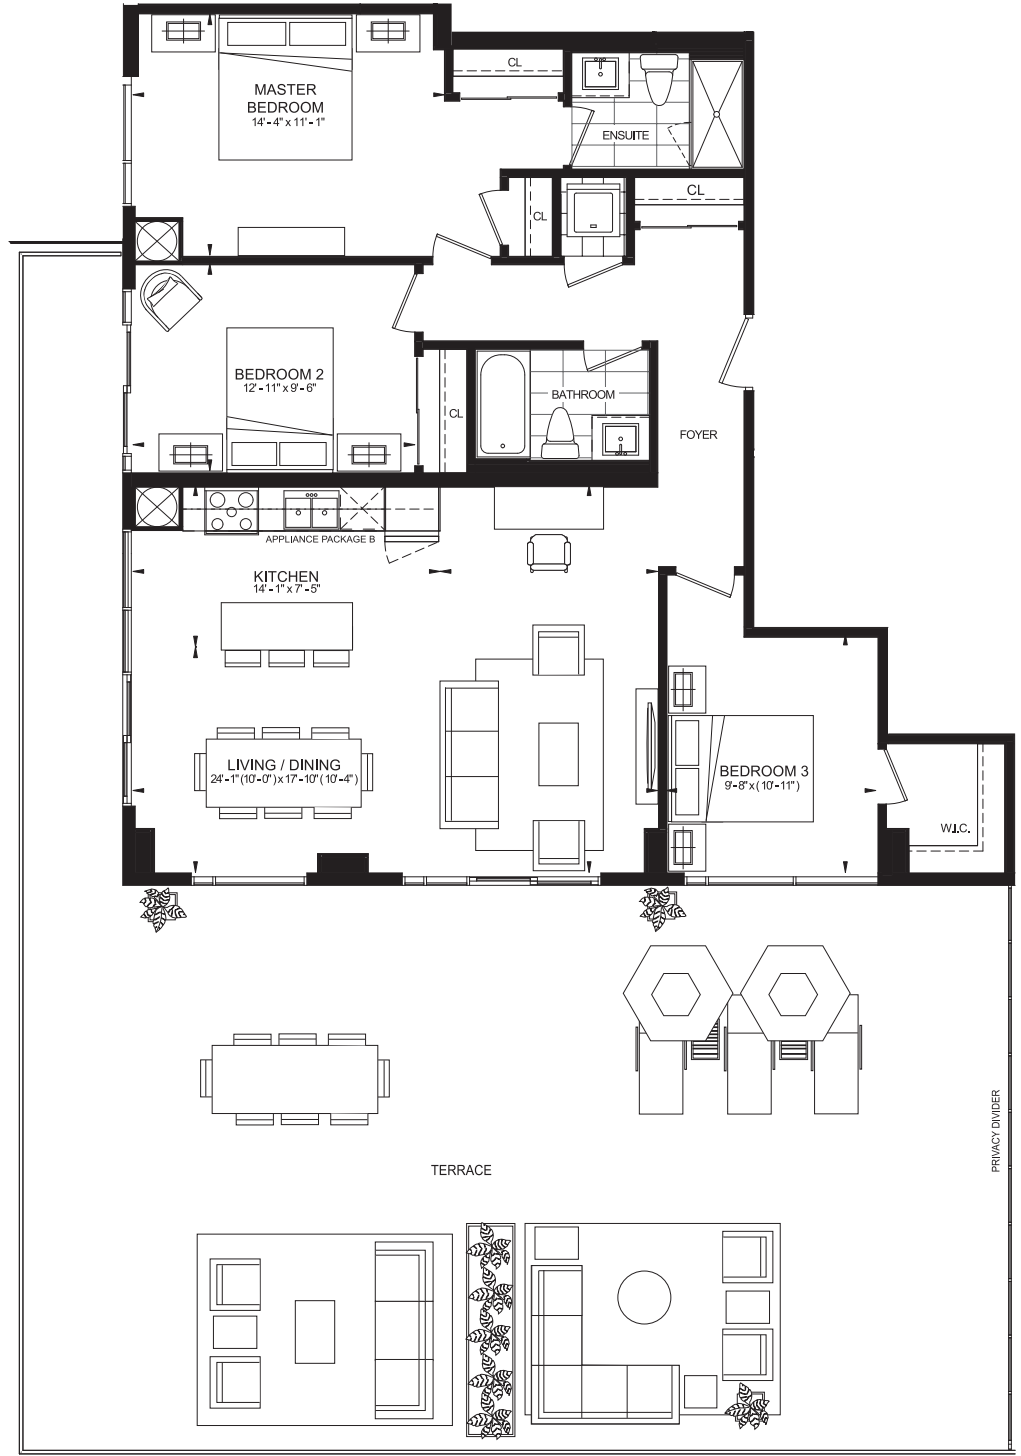 CL
MASTER
BEDROOM
14'- 4" x 11'- 1"
ENSUITE
CL
CL
BEDROOM 2
12'- 11" x 9'- 6"
CL
BATHROOM
FOYER
APPLIANCE PACKAGE B
KITCHEN
14'- 1" x 7'- 5"
LIVING / DINING
24'- 1" (10'- 0") x 17'- 10" (10'- 4")
BEDROOM 3
9'- 8" x ( 10'- 11")
W.I.C.
PRIVACY DIVIDER
TERRACE